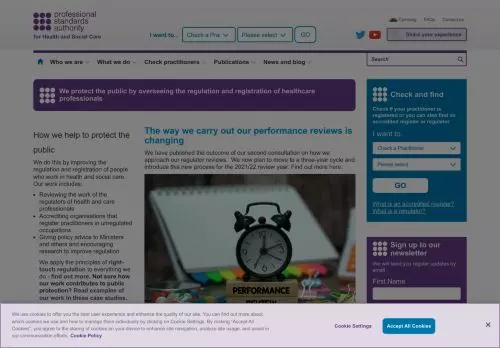 professional
standards
authority
for Health and Social Care
Cymraeg FAQs Contact us
I want to... Check a Pra Please select GO
Share your experience
Who we are What we do Check practitioners Publications News and blog
Search
We protect the public by overseeing the regulation and registration of healthcare
professionals
How we help to protect the
public
We do this by improving the
regulation and registration of people
who work in health and social care.
Our work includes:
Reviewing the work of the
regulators of health and care
professionals
Accrediting organisations that
register practitioners in unregulated
occupations
Giving policy advice to Ministers
and others and encouraging
research to improve regulation
We apply the principles of right-
touch regulation to everything we
do - find out more. Not sure how
our work contributes to public
protection? Read examples of
our work in these case studies.
The way we carry out our performance reviews is
changing
We have published the outcome of our second consultation on how we
approach our regulator reviews. We now plan to move to a three-year cycle and
introduce this new process for the 2021/22 review year. Find out more here.
PERFORMANCE
REVIEW
Check and find
Check if your practitioner is
registered or you can also find an
accredited register or regulator
I want to...
Check a Practitioner
Please select
GO
What is an accredited register?
What is a regulator?
Sign up to our
newsletter
We will send you regular updates by
email
First Name
We use cookies to offer you the best user experience and enhance the quality of our site. You can find out more about
which cookies we use and how to manage them individually by clicking on Cookie Settings. By clicking "Accept All
Cookies", you agree to the storing of cookies on your device to enhance site navigation, analyse site usage, and assist in
our communication efforts. Cookie Policy
Cookie Settings
Accept All Cookies